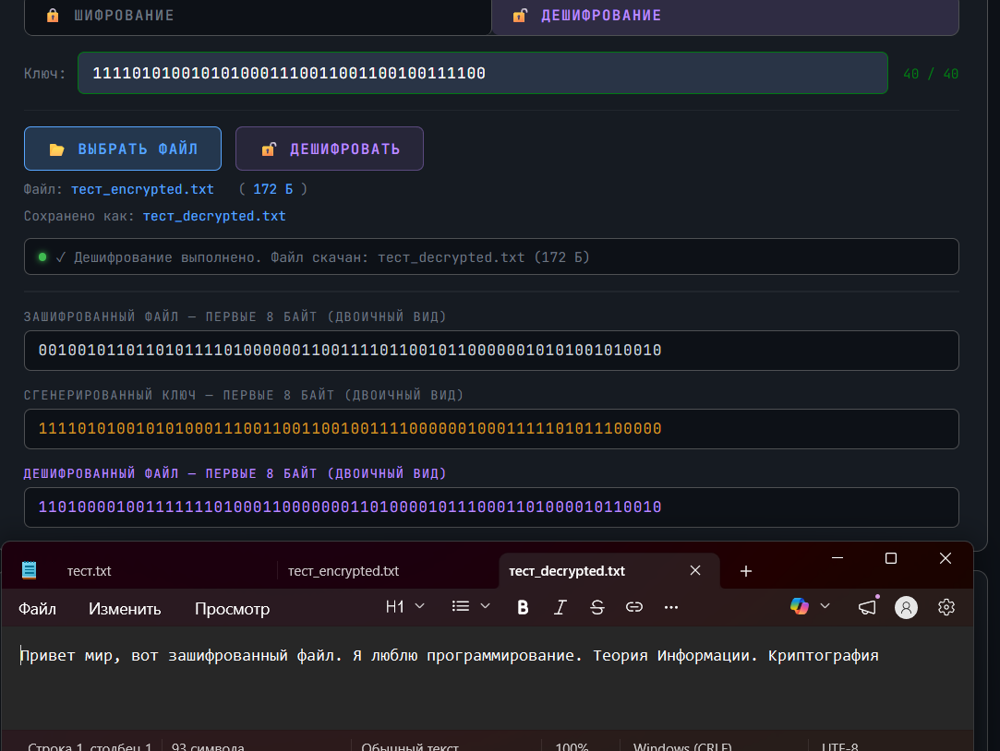 ШИФРОВАНИЕ ДЕШИФРОВАНИЕ
Ключ: 1111010100101010001110011001100100111100 40 / 40
ВЫБРАТЬ ФАЙЛ ДЕШИФРОВАТЬ
Файл: тест_encrypted.txt ( 172 Б )
Сохранено как: тест_decrypted.txt
✓ Дешифрование выполнено. Файл скачан: тест_decrypted.txt (172 Б)
ЗАШИФРОВАННЫЙ ФАЙЛ — ПЕРВЫЕ 8 БАЙТ (ДВОИЧНЫЙ ВИД)
0010010110110101111010000001100111101100101100000010101001010010
СГЕНЕРИРОВАННЫЙ КЛЮЧ — ПЕРВЫЕ 8 БАЙТ (ДВОИЧНЫЙ ВИД)
1111010100101010001110011001100100111100000010001111101011100000
ДЕШИФРОВАННЫЙ ФАЙЛ — ПЕРВЫЕ 8 БАЙТ (ДВОИЧНЫЙ ВИД)
1101000010011111110100011000000011010000101110001101000010110010
тест.txt тест_encrypted.txt тест_decrypted.txt
Файл Изменить Просмотр H1 B I S
Привет мир, вот зашифрованный файл. Я люблю программирование. Теория Информации. Криптография
Строка 1, столбец 1 93 символа Обычный текст 100% Windows (CRLF) UTF-8